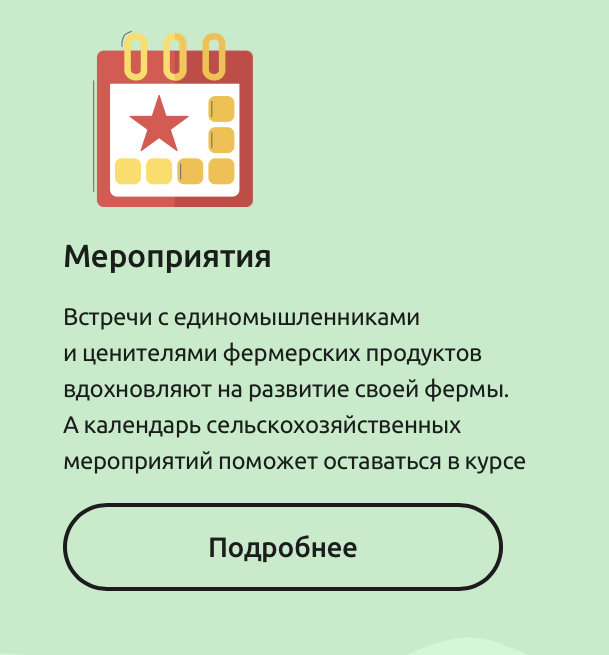 Мероприятия
Встречи с единомышленниками
и ценителями фермерских продуктов
вдохновляют на развитие своей фермы.
А календарь сельскохозяйственных
мероприятий поможет оставаться в курсе
Подробнее